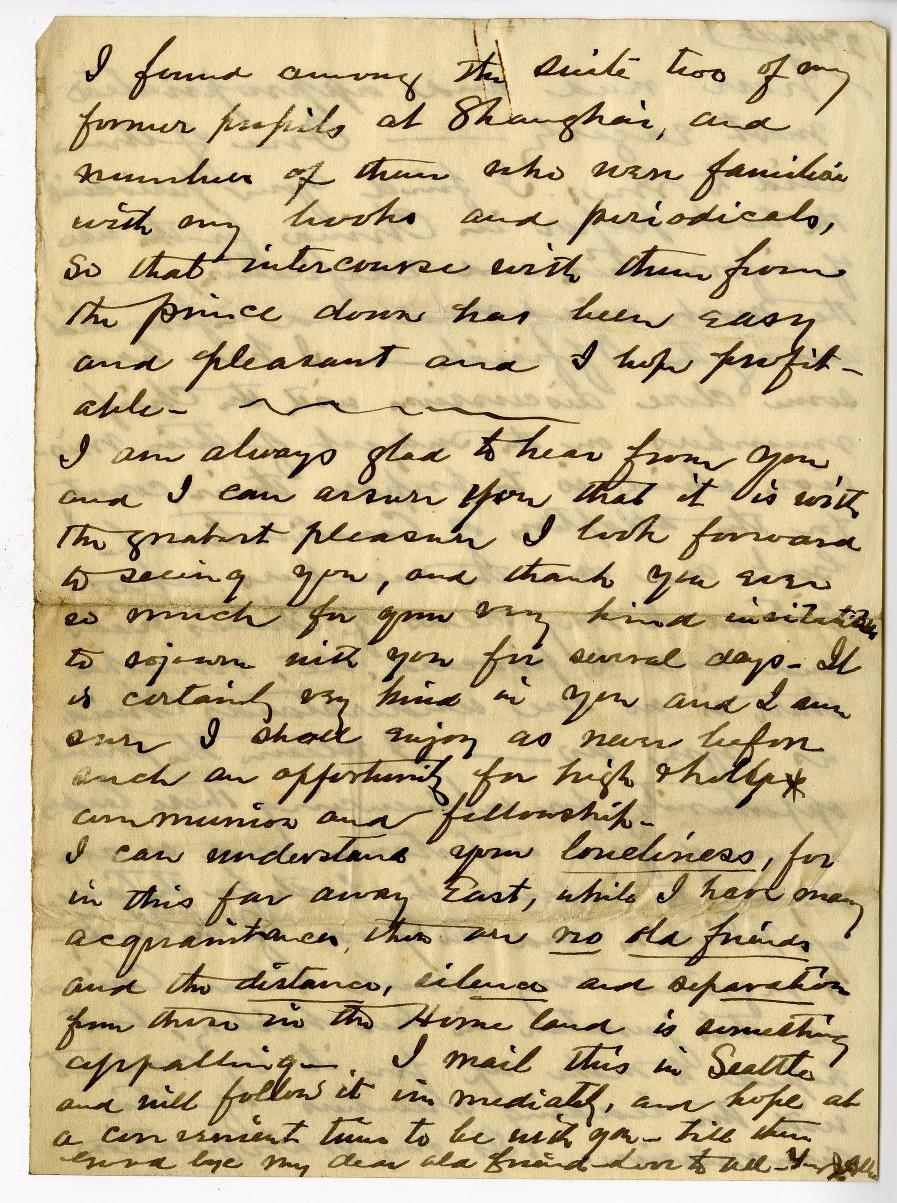 I found among the suite two of my
former pupils at Shanghai, and
number of them who were familiar
with my books and periodicals,
so that intercourse with them from
the prince down has been easy
and pleasant and I hope profit-
able-
I am always glad to hear from you
and I can assure you that it is with
the greatest pleasure I look forward
to seeing you, and thank you ever
so much for your very kind invitation
to sojourn with you for several days- It
is certainly very kind in you and I am
sure I shall enjoy as never before
such an opportunity for high & holy
communion and fellowship-
I can understand your loneliness, for
in this far away East, while I have many
acquaintances, there are no old friends
and the distance, silence and separation
from those in the Home land is something
appalling- I mail this in Seattle
and will follow it immediately, and hope at
a convenient time to be with you- till then
Good bye my dear old friend- love to all-